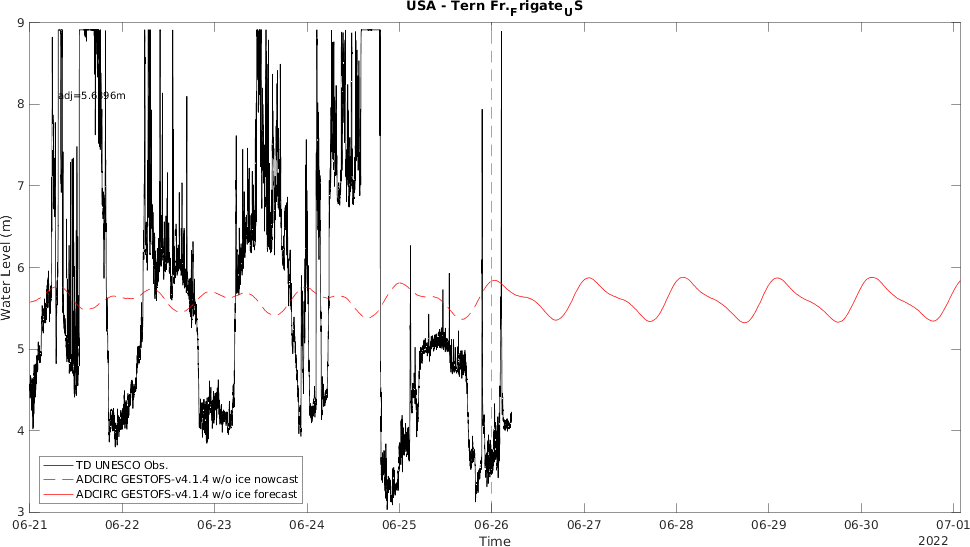 USA - Tern Fr.FrigateUS
9
8
7
6
5
4
3
adj=5.6896m
Water Level (m)
TD UNESCO Obs.
ADCIRC GESTOFS-v4.1.4 w/o ice nowcast
ADCIRC GESTOFS-v4.1.4 w/o ice forecast
06-21 06-22 06-23 06-24 06-25 06-26 06-27 06-28 06-29 06-30 07-01
Time
2022